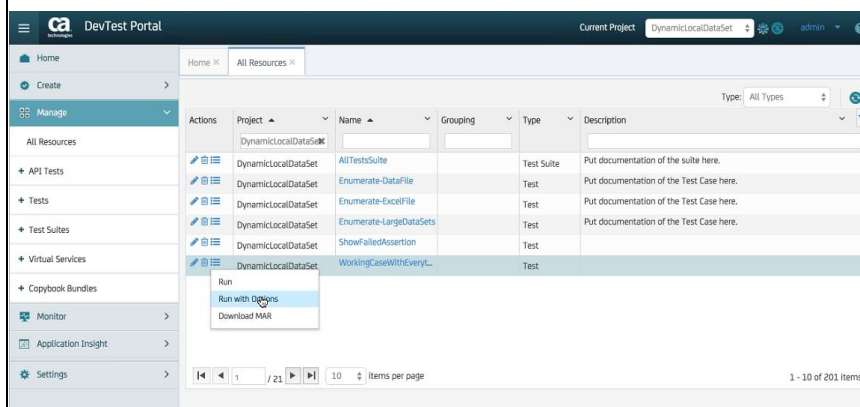 ca technologies DevTest Portal Current Project DynamicLocalDataSet admin
Home Home All Resources
Create
Type: All Types
Manage
Actions Project Name Grouping Type Description
All Resources
DynamicLocalDataSet
+ API Tests
DynamicLocalDataSet AllTestsSuite Test Suite Put documentation of the suite here.
DynamicLocalDataSet Enumerate-DataFile Test Put documentation of the Test Case here.
+ Tests
DynamicLocalDataSet Enumerate-ExcelFile Test Put documentation of the Test Case here.
DynamicLocalDataSet Enumerate-LargeDataSets Test Put documentation of the Test Case here.
+ Test Suites
DynamicLocalDataSet ShowFailedAssertion Test
+ Virtual Services
DynamicLocalDataSet WorkingCaseWithEveryt... Test
Run
+ Copybook Bundles
Run with Options
Download MAR
Monitor
Application Insight
Settings
1 / 21 10 items per page 1 - 10 of 201 items